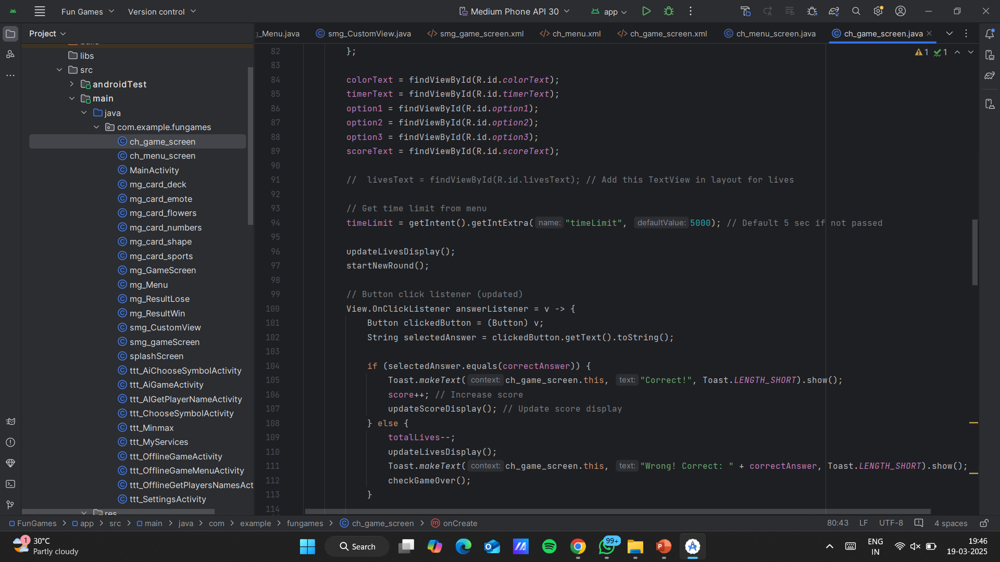 Fun Games
Version control
Medium Phone API 30
app
Project
_Menu.java
smg_CustomView.java
smg_game_screen.xml
ch_menu.xml
ch_game_screen.xml
ch_menu_screen.java
ch_game_screen.java
libs
src
androidTest
main
java
com.example.fungames
ch_game_screen
ch_menu_screen
MainActivity
mg_card_deck
mg_card_emote
mg_card_flowers
mg_card_numbers
mg_card_shape
mg_card_sports
mg_GameScreen
mg_Menu
mg_ResultLose
mg_ResultWin
smg_CustomView
smg_gameScreen
splashScreen
ttt_AiChooseSymbolActivity
ttt_AiGameActivity
ttt_AIGetPlayerNameActivity
ttt_ChooseSymbolActivity
ttt_Minmax
ttt_MyServices
ttt_OfflineGameActivity
ttt_OfflineGameMenuActivity
ttt_OfflineGetPlayersNamesAct
ttt_SettingsActivity
res
1 1
82 };
83
84 colorText = findViewById(R.id.colorText);
85 timerText = findViewById(R.id.timerText);
86 option1 = findViewById(R.id.option1);
87 option2 = findViewById(R.id.option2);
88 option3 = findViewById(R.id.option3);
89 scoreText = findViewById(R.id.scoreText);
90
91 //  livesText = findViewById(R.id.livesText); // Add this TextView in layout for lives
92
93 // Get time limit from menu
94 timeLimit = getIntent().getIntExtra( name: "timeLimit", defaultValue: 5000); // Default 5 sec if not passed
95
96 updateLivesDisplay();
97 startNewRound();
98
99 // Button click listener (updated)
100 View.OnClickListener answerListener = v -> {
101 Button clickedButton = (Button) v;
102 String selectedAnswer = clickedButton.getText().toString();
103
104 if (selectedAnswer.equals(correctAnswer)) {
105 Toast.makeText( context: ch_game_screen.this, text: "Correct!", Toast.LENGTH_SHORT).show();
106 score++; // Increase score
107 updateScoreDisplay(); // Update score display
108 } else {
109 totalLives--;
110 updateLivesDisplay();
111 Toast.makeText( context: ch_game_screen.this, text: "Wrong! Correct: " + correctAnswer, Toast.LENGTH_SHORT).show();
112 checkGameOver();
113 }
114
FunGames > app > src > main > java > com > example > fungames > ch_game_screen > onCreate
80:43 LF UTF-8 4 spaces
1
30°C
Partly cloudy
Search
99+
ENG
IN
19:46
19-03-2025